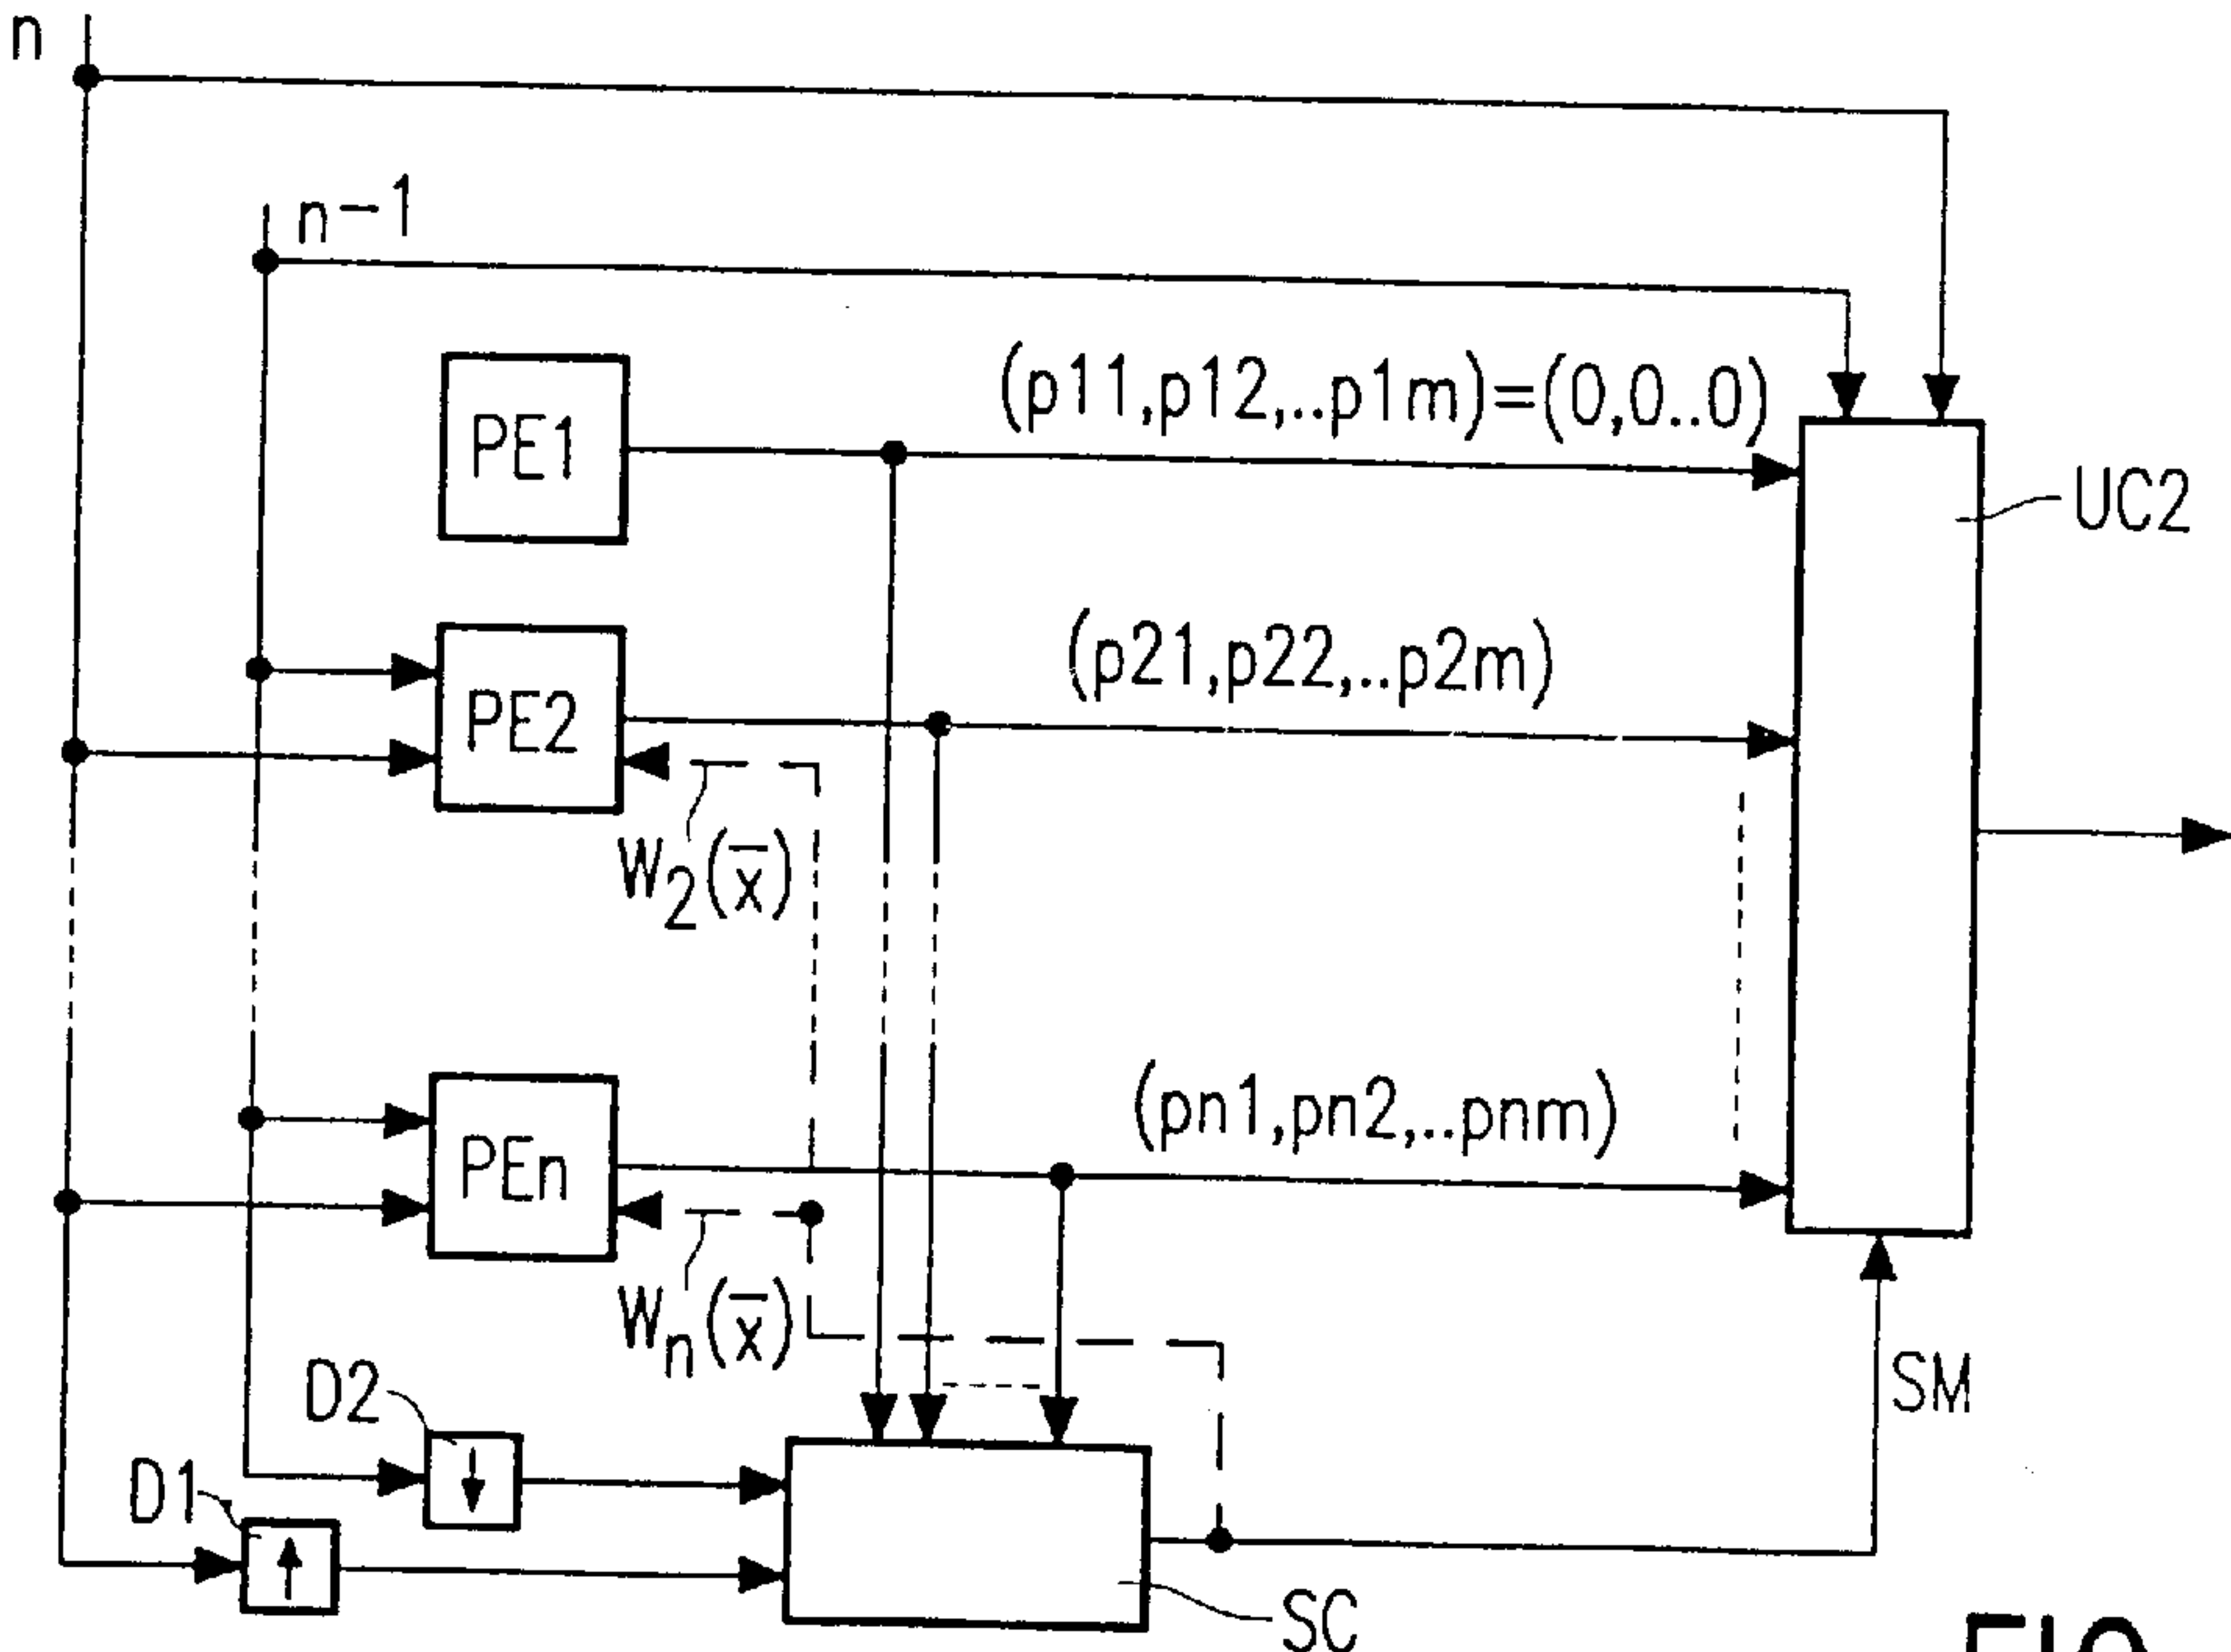 n
n-1
(p11,p12,..p1m)=(0,0..0)
PE1
UC2
(p21,p22,..p2m)
PE2
W2(x̅)
(pn1,pn2,..pnm)
PEn
Wn(x̅)
D2
SM
D1
SC